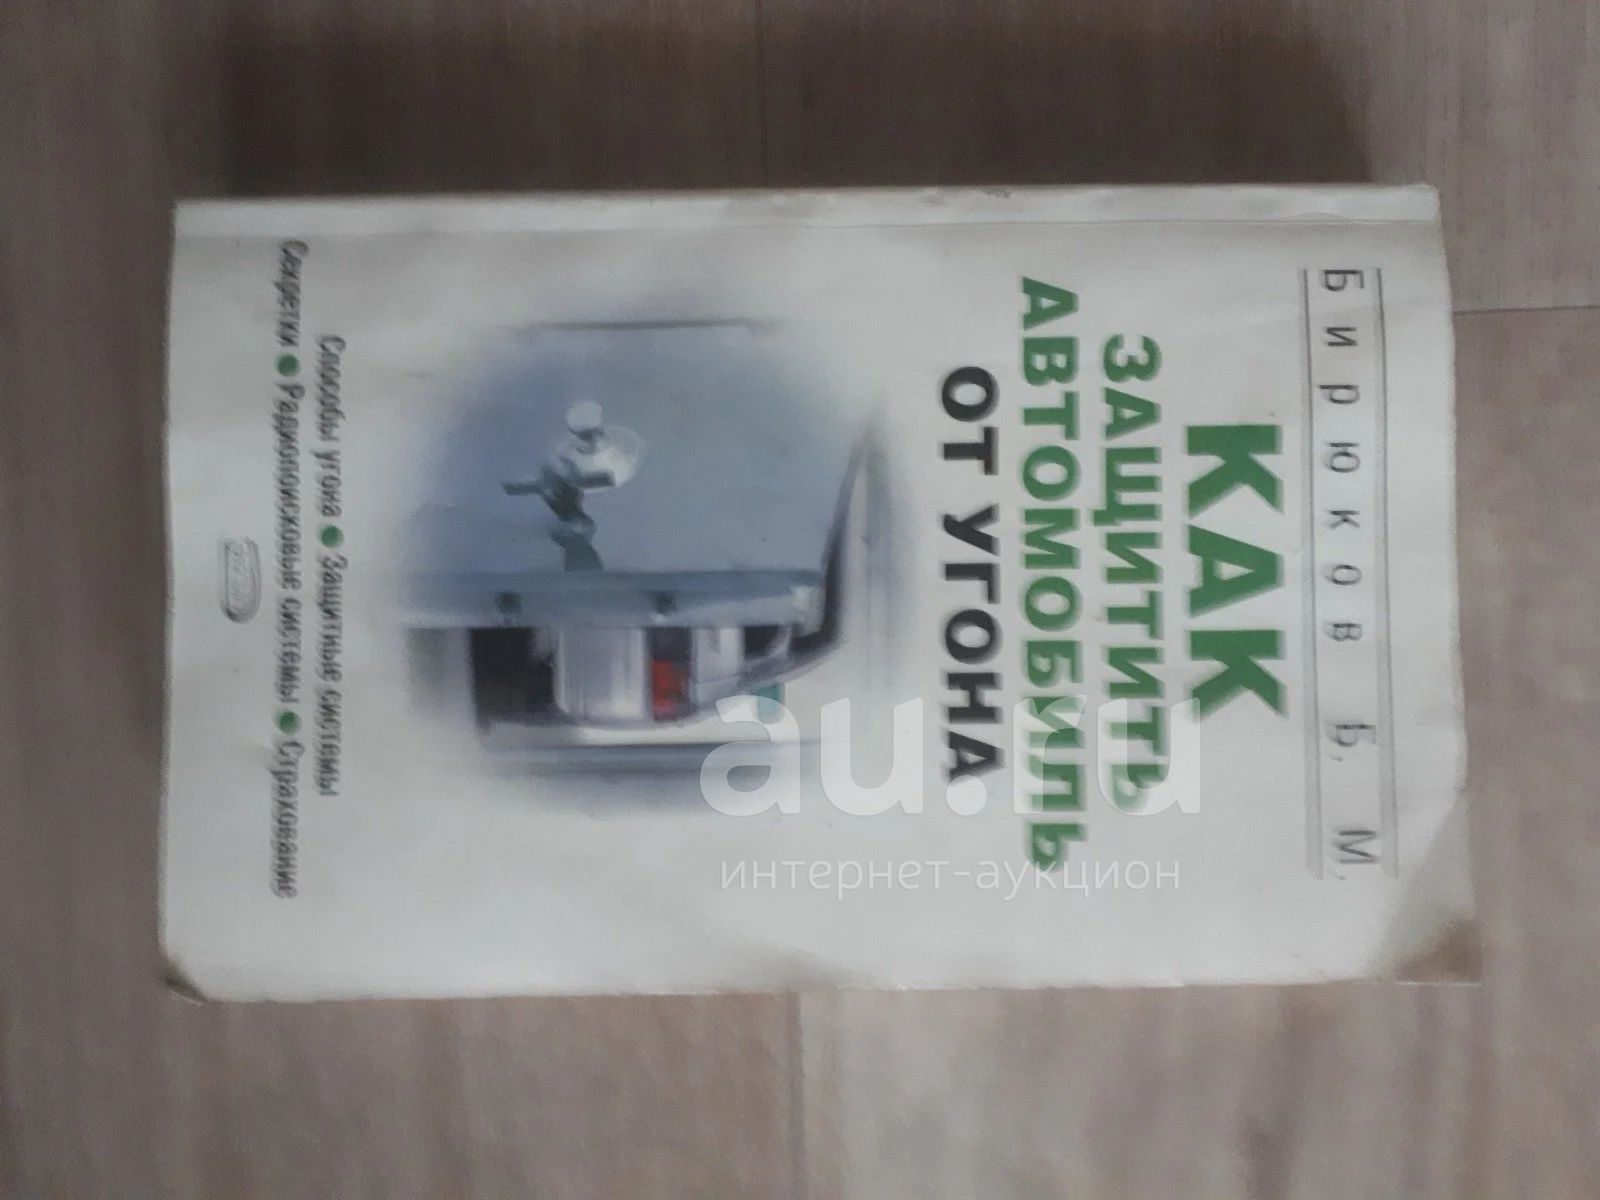 Бирюков Б. М.
КАК
ЗАЩИТИТЬ
АВТОМОБИЛЬ
ОТ УГОНА
Способы угона • Защитные системы
Секретки • Радиопоисковые системы • Страхование
au.ru
интернет-аукцион